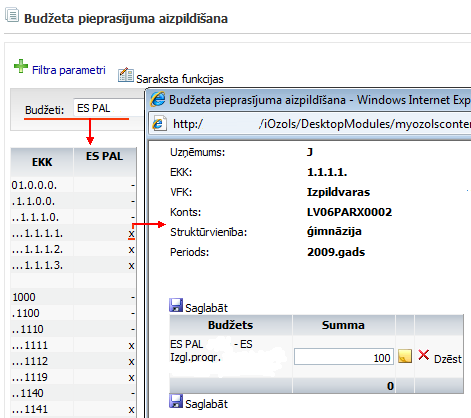 Budžeta pieprasījuma aizpildīšana
Filtra parametri
Saraksta funkcijas
Budžeti: ES PAL
EKK ES PAL
01.0.0.0. -
.1.1.0.0. -
..1.1.1.0. -
...1.1.1.1. x
...1.1.1.2. x
...1.1.1.3. x
1000 -
.1100 -
..1110 -
...1111 x
...1112 x
...1119 x
..1140 -
...1141 x
Budžeta pieprasījuma aizpildīšana - Windows Internet Exp
http:/ /iOzols/DesktopModules/myozolsconten
Uzņēmums: J
EKK: 1.1.1.1.
VFK: Izpildvaras
Konts: LV06PARX0002
Struktūrvienība: ģimnāzija
Periods: 2009.gads
Saglabāt
Budžets Summa
ES PAL - ES
Izgl.progr. 100 Dzēst
0
Saglabāt